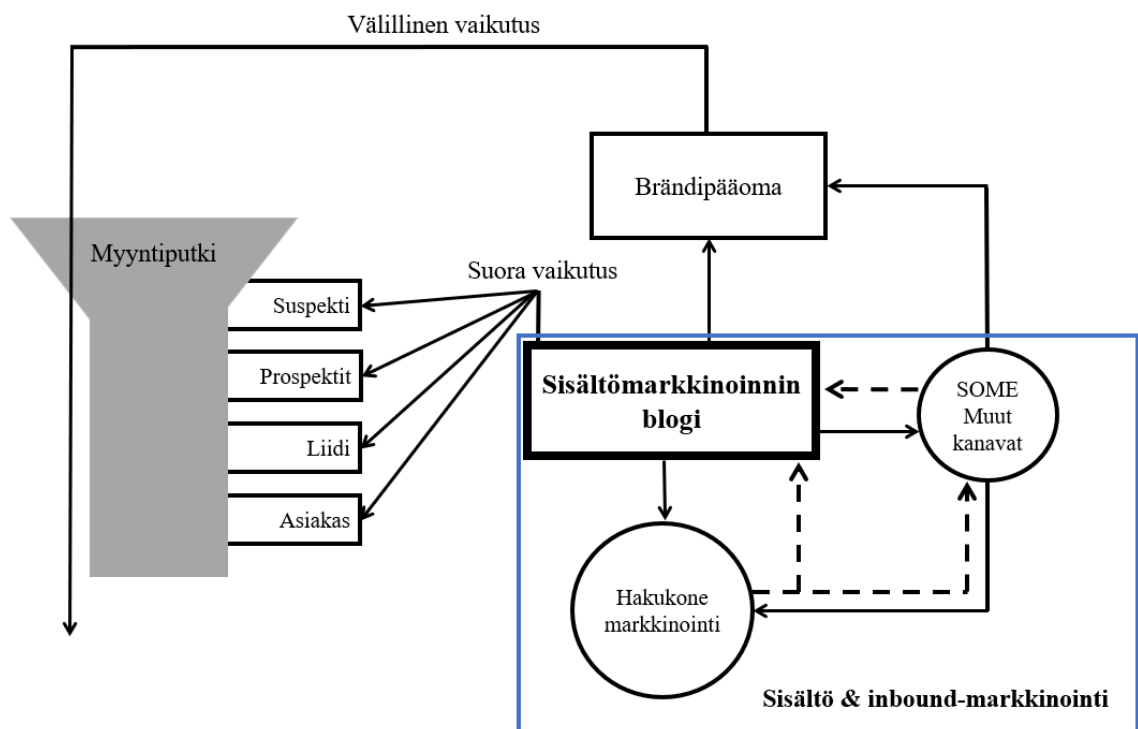 Välillinen vaikutus
Brändipääoma
Myyntiputki
Suora vaikutus
Suspekti
Prospektit
Liidi
Asiakas
Sisältömarkkinoinnin
blogi
SOME
Muut
kanavat
Hakukone
markkinointi
Sisältö & inbound-markkinointi